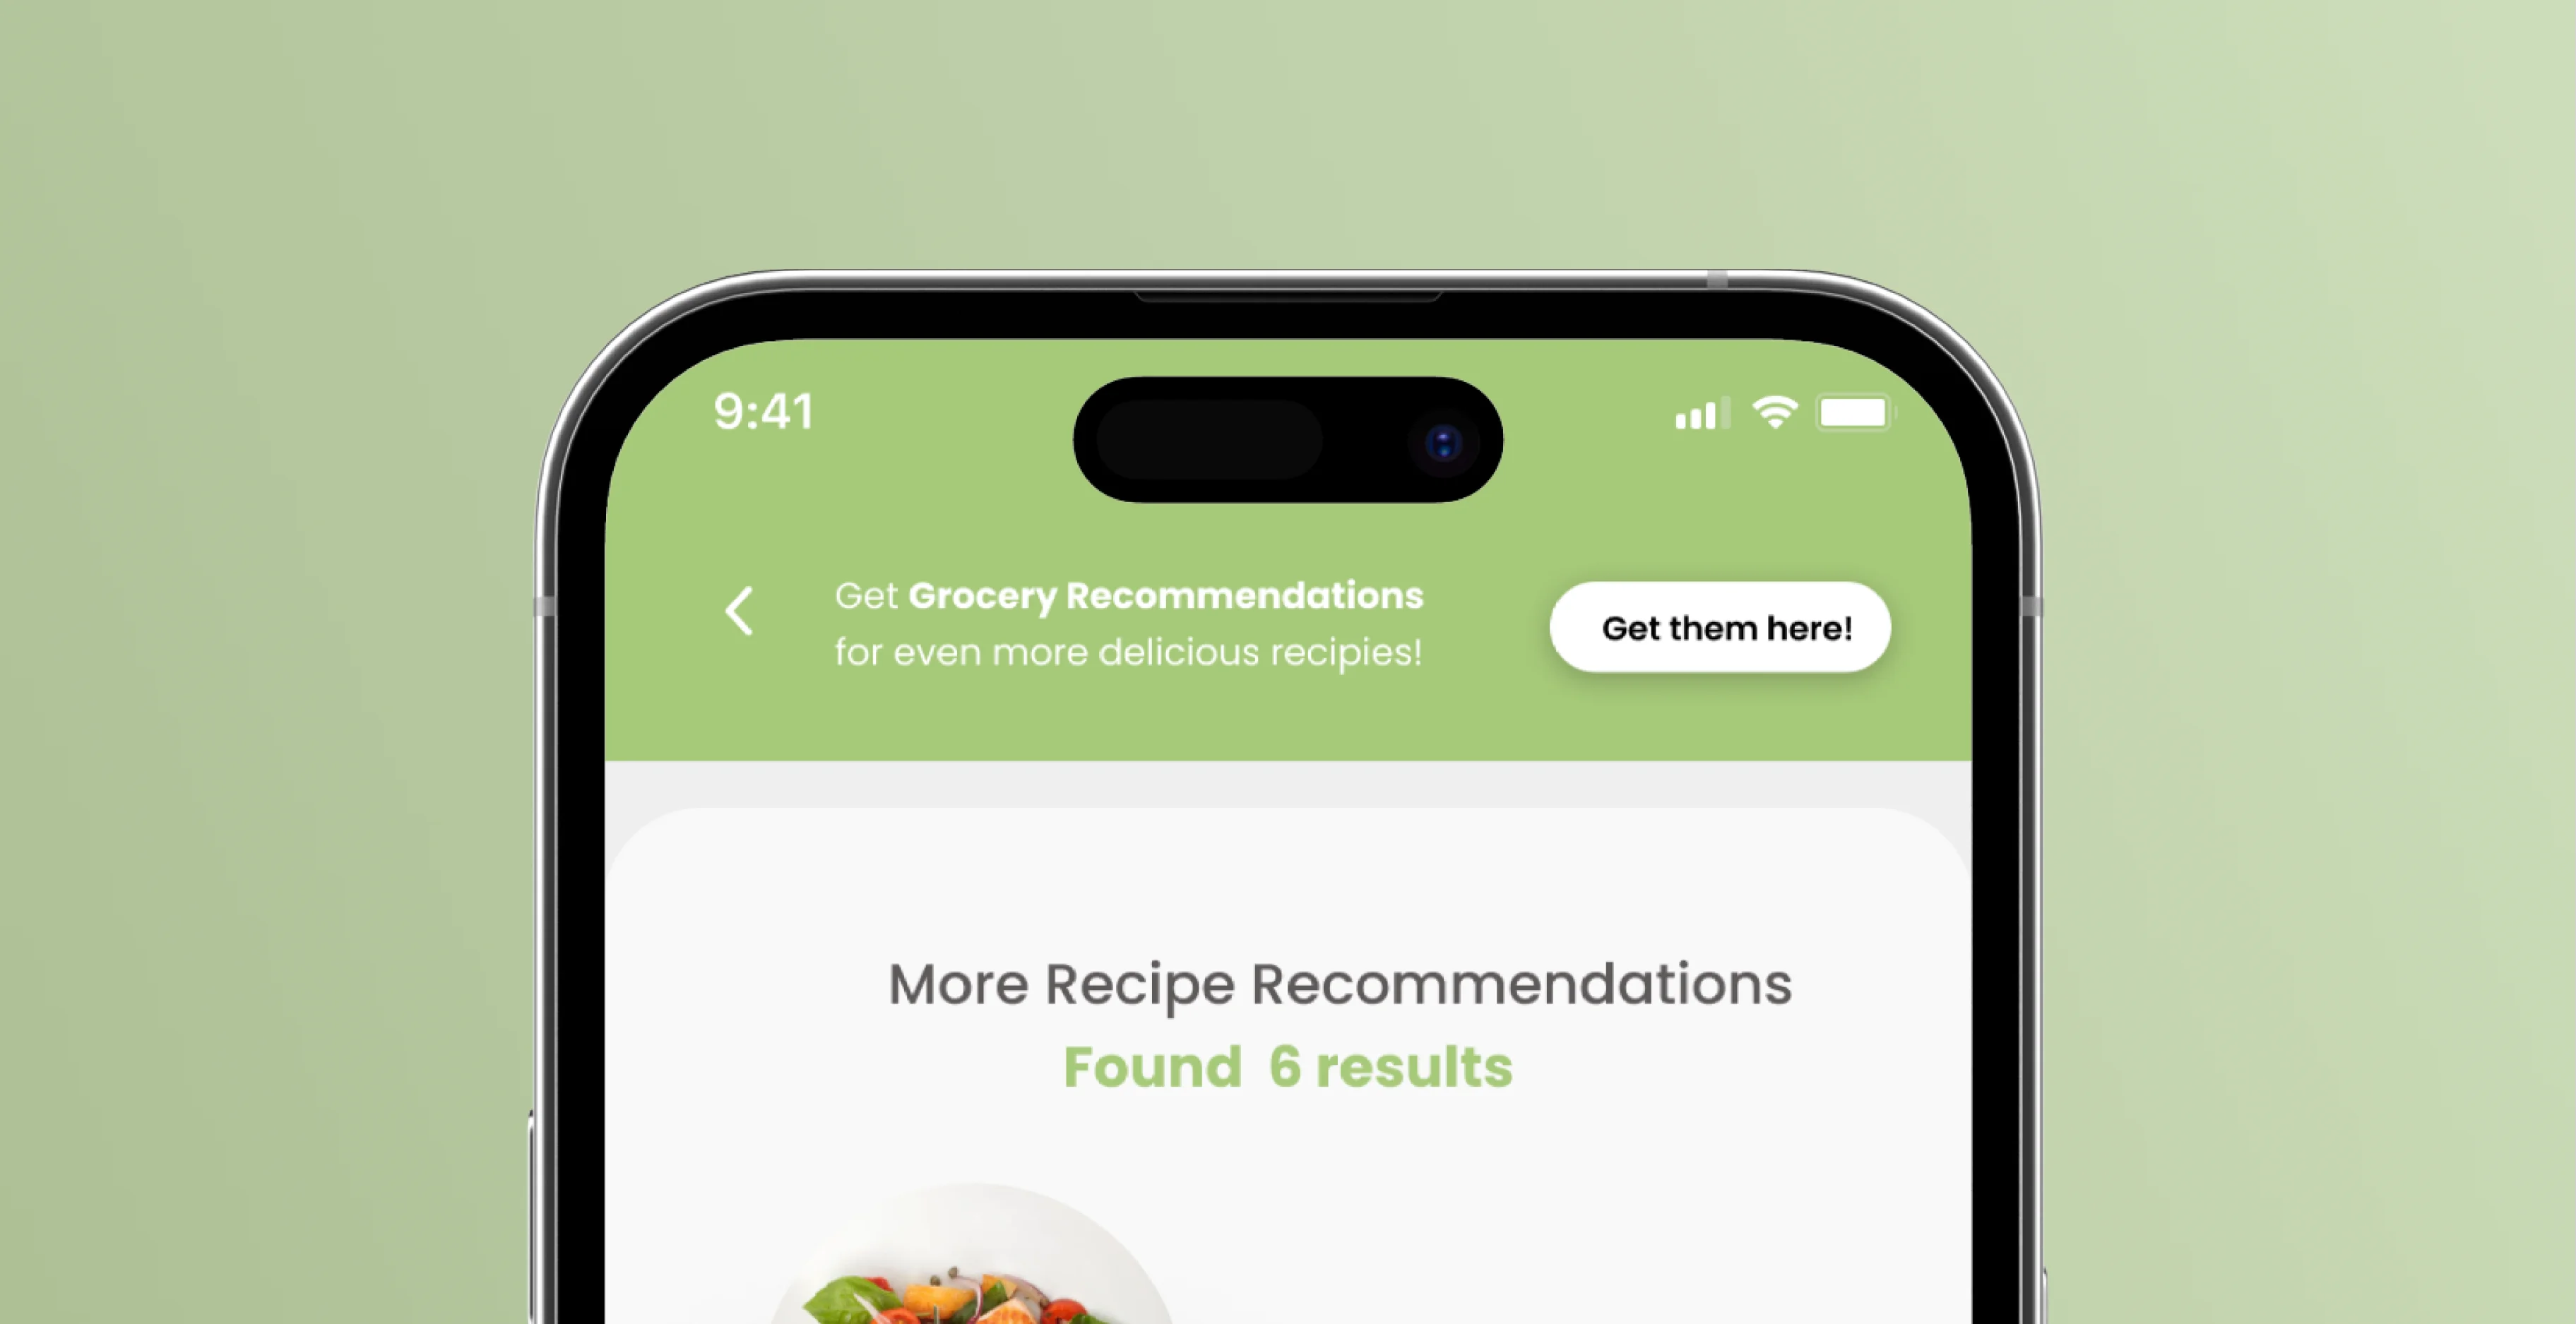 9:41
Get Grocery Recommendations
for even more delicious recipies!
Get them here!
More Recipe Recommendations
Found 6 results